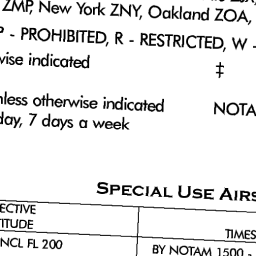 ZMP, New York ZNY, Oakland ZOA,
P - PROHIBITED, R - RESTRICTED, W -
wise indicated ‡
nless otherwise indicated NOTA
day, 7 days a week
SPECIAL USE AIRS
ECTIVE
TITUDE TIMES
NCL FL 200 BY NOTAM 1500 -